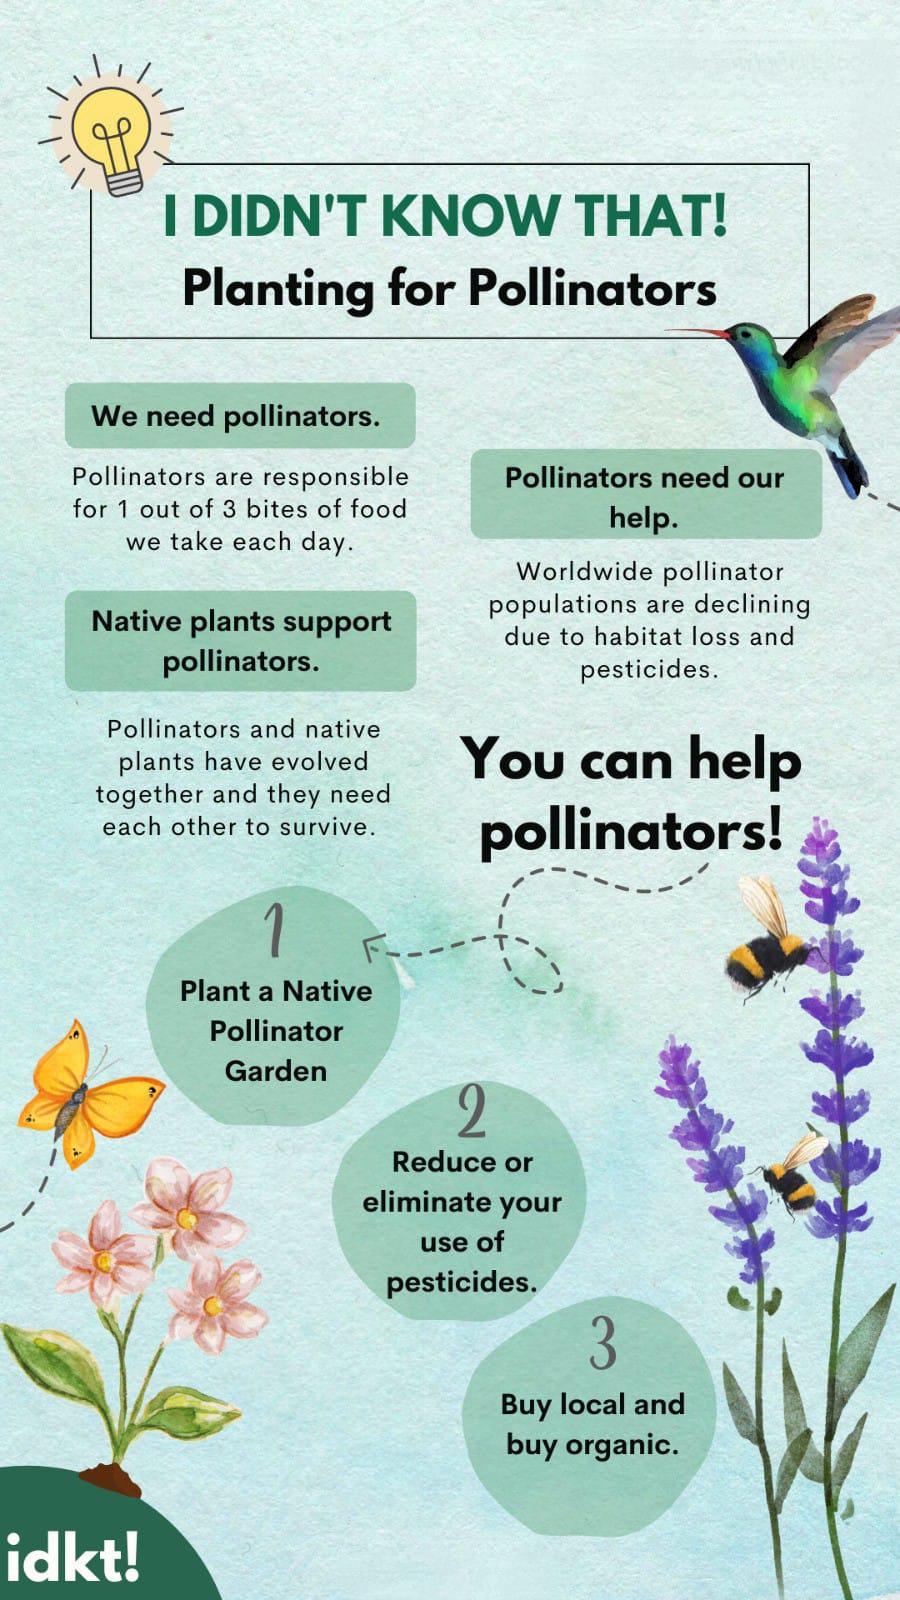 I DIDN'T KNOW THAT!
Planting for Pollinators
We need pollinators.
Pollinators are responsible
for 1 out of 3 bites of food
we take each day.
Pollinators need our
help.
Worldwide pollinator
populations are declining
due to habitat loss and
pesticides.
Native plants support
pollinators.
Pollinators and native
plants have evolved
together and they need
each other to survive.
You can help
pollinators!
1
Plant a Native
Pollinator
Garden
2
Reduce or
eliminate your
use of
pesticides.
3
Buy local and
buy organic.
idkt!